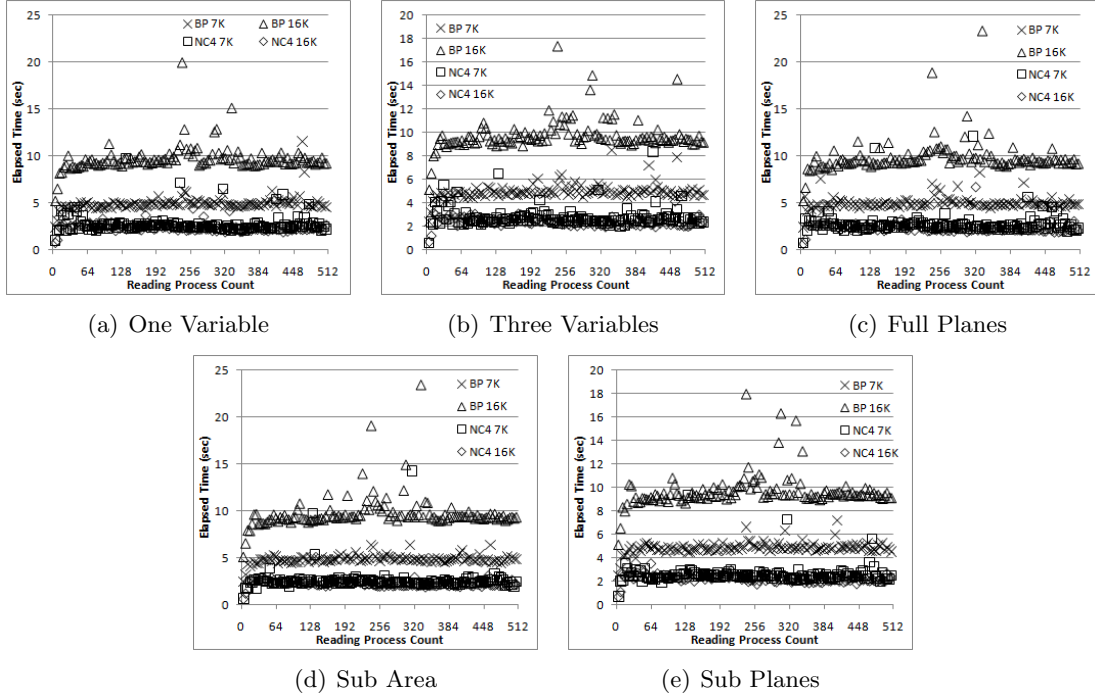 25
20
15
10
5
0
Elapsed Time (sec)
BP 7K BP 16K
NC4 7K NC4 16K
0 64 128 192 256 320 384 448 512
Reading Process Count
(a) One Variable
20
18
16
14
12
10
8
6
4
2
0
Elapsed Time (sec)
BP 7K
BP 16K
NC4 7K
NC4 16K
0 64 128 192 256 320 384 448 512
Reading Process Count
(b) Three Variables
25
20
15
10
5
0
Elapsed Time (sec)
BP 7K
BP 16K
NC4 7K
NC4 16K
0 64 128 192 256 320 384 448 512
Reading Process Count
(c) Full Planes
25
20
15
10
5
0
Elapsed Time (sec)
BP 7K
BP 16K
NC4 7K
NC4 16K
0 64 128 192 256 320 384 448 512
Reading Process Count
(d) Sub Area
20
18
16
14
12
10
8
6
4
2
0
Elapsed Time (sec)
BP 7K
BP 16K
NC4 7K
NC4 16K
0 64 128 192 256 320 384 448 512
Reading Process Count
(e) Sub Planes